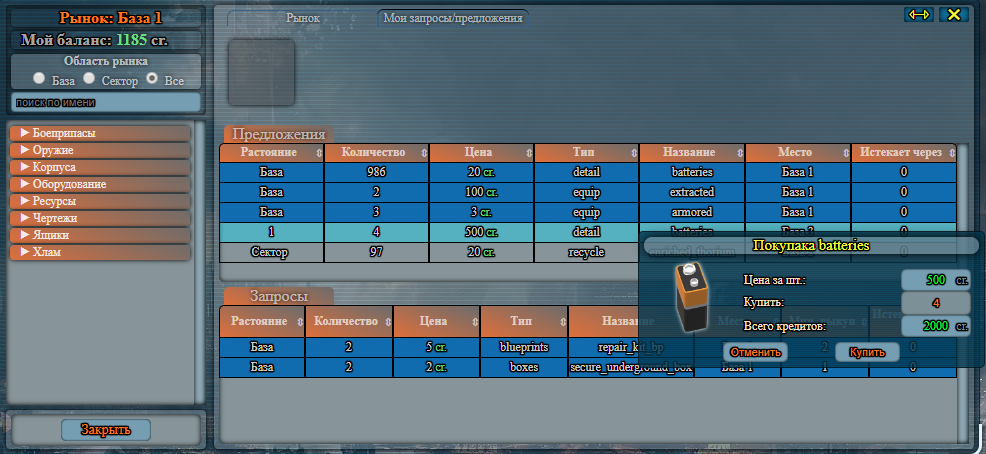 Рынок: База 1
Мой баланс: 1185 cr.
Область рынка
База Сектор Все
поиск по имени
Боеприпасы
Оружие
Корпуса
Оборудование
Ресурсы
Чертежи
Ящики
Хлам
Закрыть
Рынок Мои запросы/предложения
Предложения
Растояние Количество Цена Тип Название Место Истекает через
База 986 20 cr. detail batteries База 1 0
База 2 100 cr. equip extracted База 1 0
База 3 3 cr. equip armored База 1 0
1 4 500 cr. detail batteries
Сектор 97 20 cr. recycle enriched_thorium
Запросы
Растояние Количество Цена Тип Название Место Мин. выкуп
База 2 5 cr. blueprints repair_kit_bp 2 0
База 2 2 cr. boxes secure_underground_box База 1 1 0
Покупака batteries
Цена за шт.: 500 cr.
Купить: 4
Всего кредитов: 2000 cr.
Отменить Купить